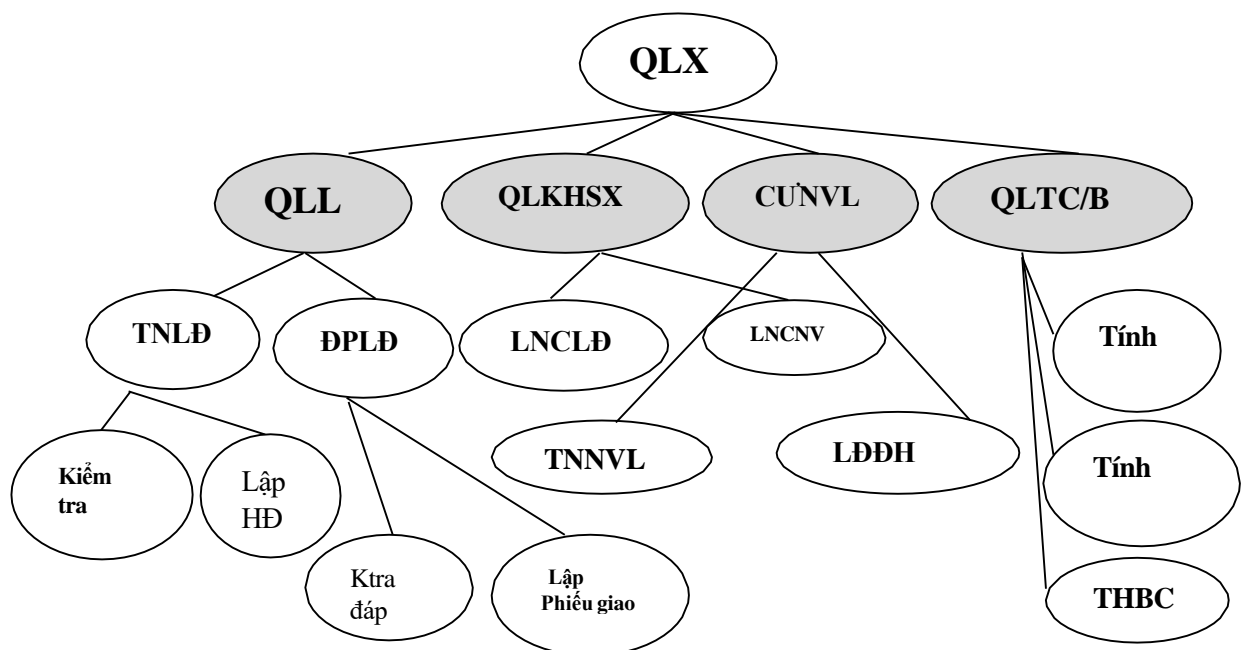 QLX
QLL
QLKHSX
CƯNVL
QLTC/B
TNLĐ
ĐPLĐ
LNCLĐ
LNCNV
Tính
Kiểm
tra
Lập
HĐ
TNNVL
LĐĐH
Tính
Ktra
đáp
Lập
Phiếu giao
THBC